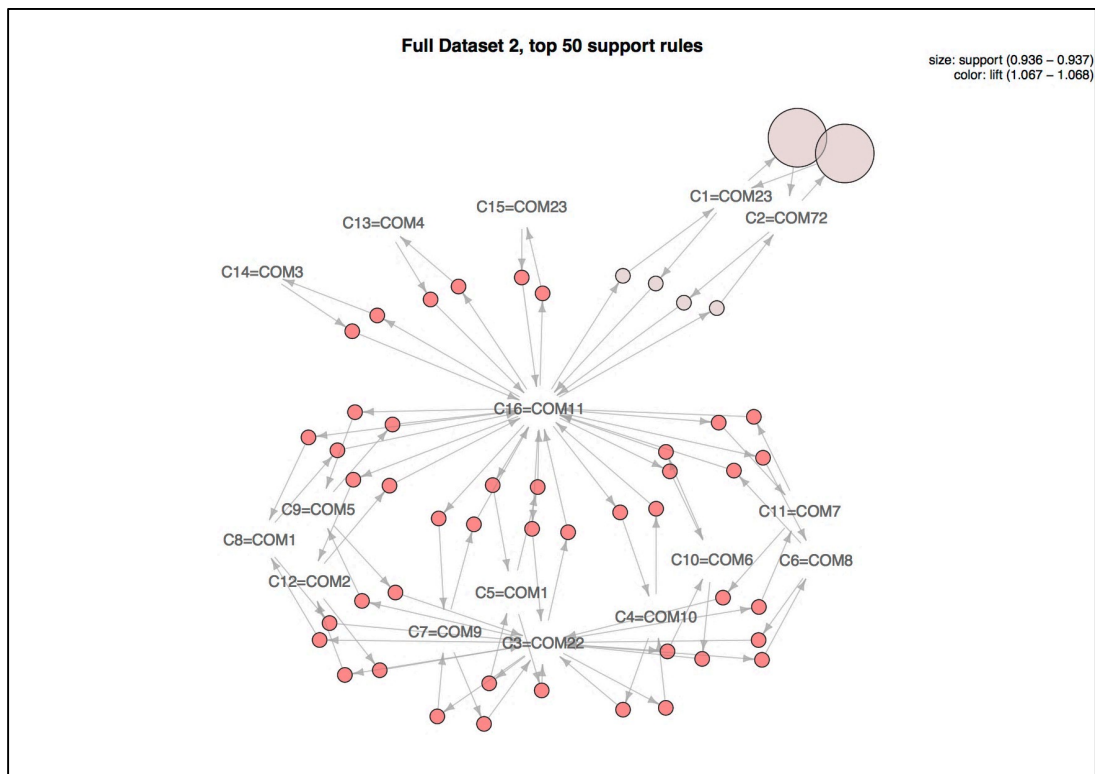 Full Dataset 2, top 50 support rules
size: support (0.936 – 0.937)
color: lift (1.067 – 1.068)
C1=COM23
C15=COM23
C2=COM72
C13=COM4
C14=COM3
C16=COM11
C9=COM5
C11=COM7
C8=COM1
C10=COM6
C6=COM8
C12=COM2
C5=COM1
C4=COM10
C7=COM9
C3=COM22